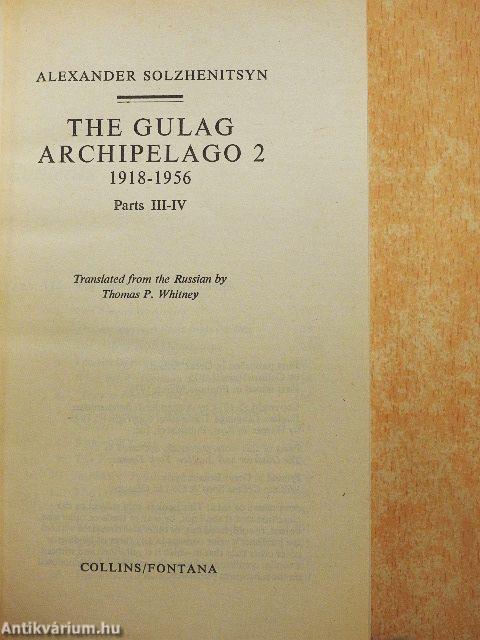 ALEXANDER SOLZHENITSYN
THE GULAG
ARCHIPELAGO 2
1918-1956
Parts III-IV
Translated from the Russian by
Thomas P. Whitney
COLLINS/FONTANA
Antikvárium.hu